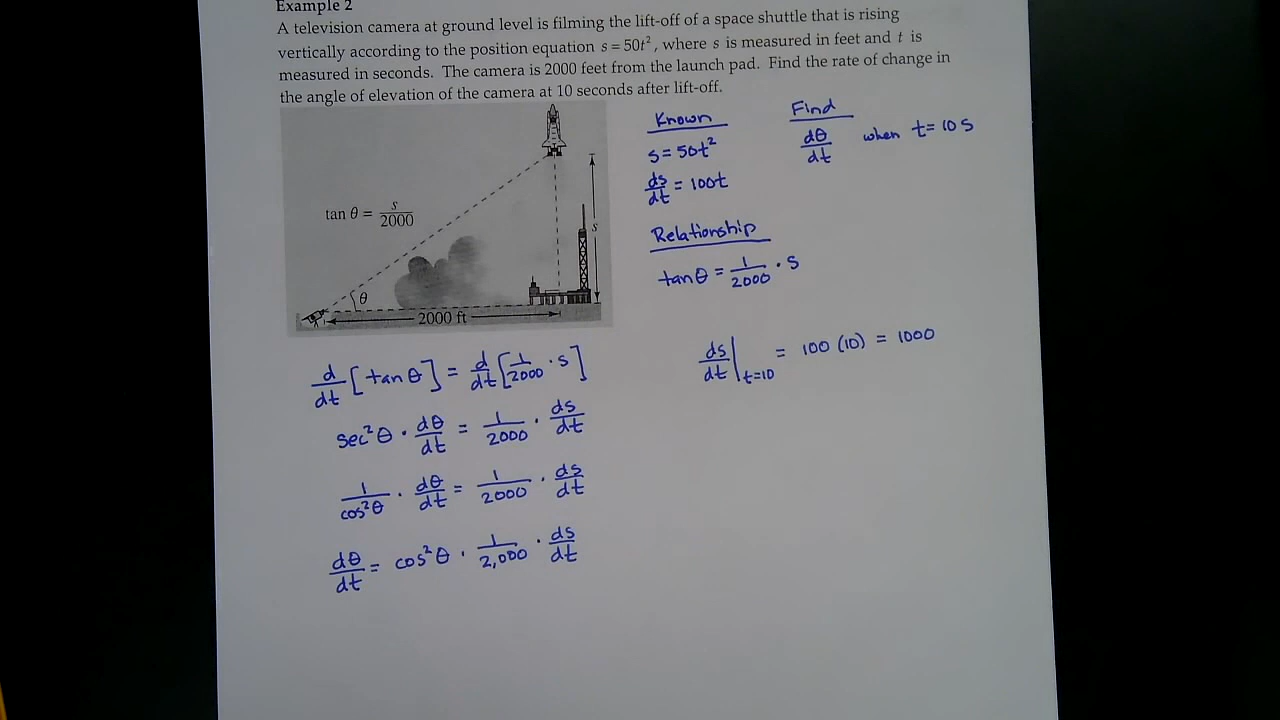 Example 2
A television camera at ground level is filming the lift-off of a space shuttle that is rising
vertically according to the position equation s = 50t², where s is measured in feet and t is
measured in seconds. The camera is 2000 feet from the launch pad. Find the rate of change in
the angle of elevation of the camera at 10 seconds after lift-off.
tan θ = s/2000
s
θ
2000 ft
Known
s = 50t²
ds/dt = 100t
Find
dθ/dt when t = 10 s
Relationship
tan θ = 1/2000 · s
d/dt [tan θ] = d/dt [1/2000 · s]
sec²θ · dθ/dt = 1/2000 · ds/dt
1/cos²θ · dθ/dt = 1/2000 · ds/dt
dθ/dt = cos²θ · 1/2,000 · ds/dt
ds/dt |t=10 = 100 (10) = 1000